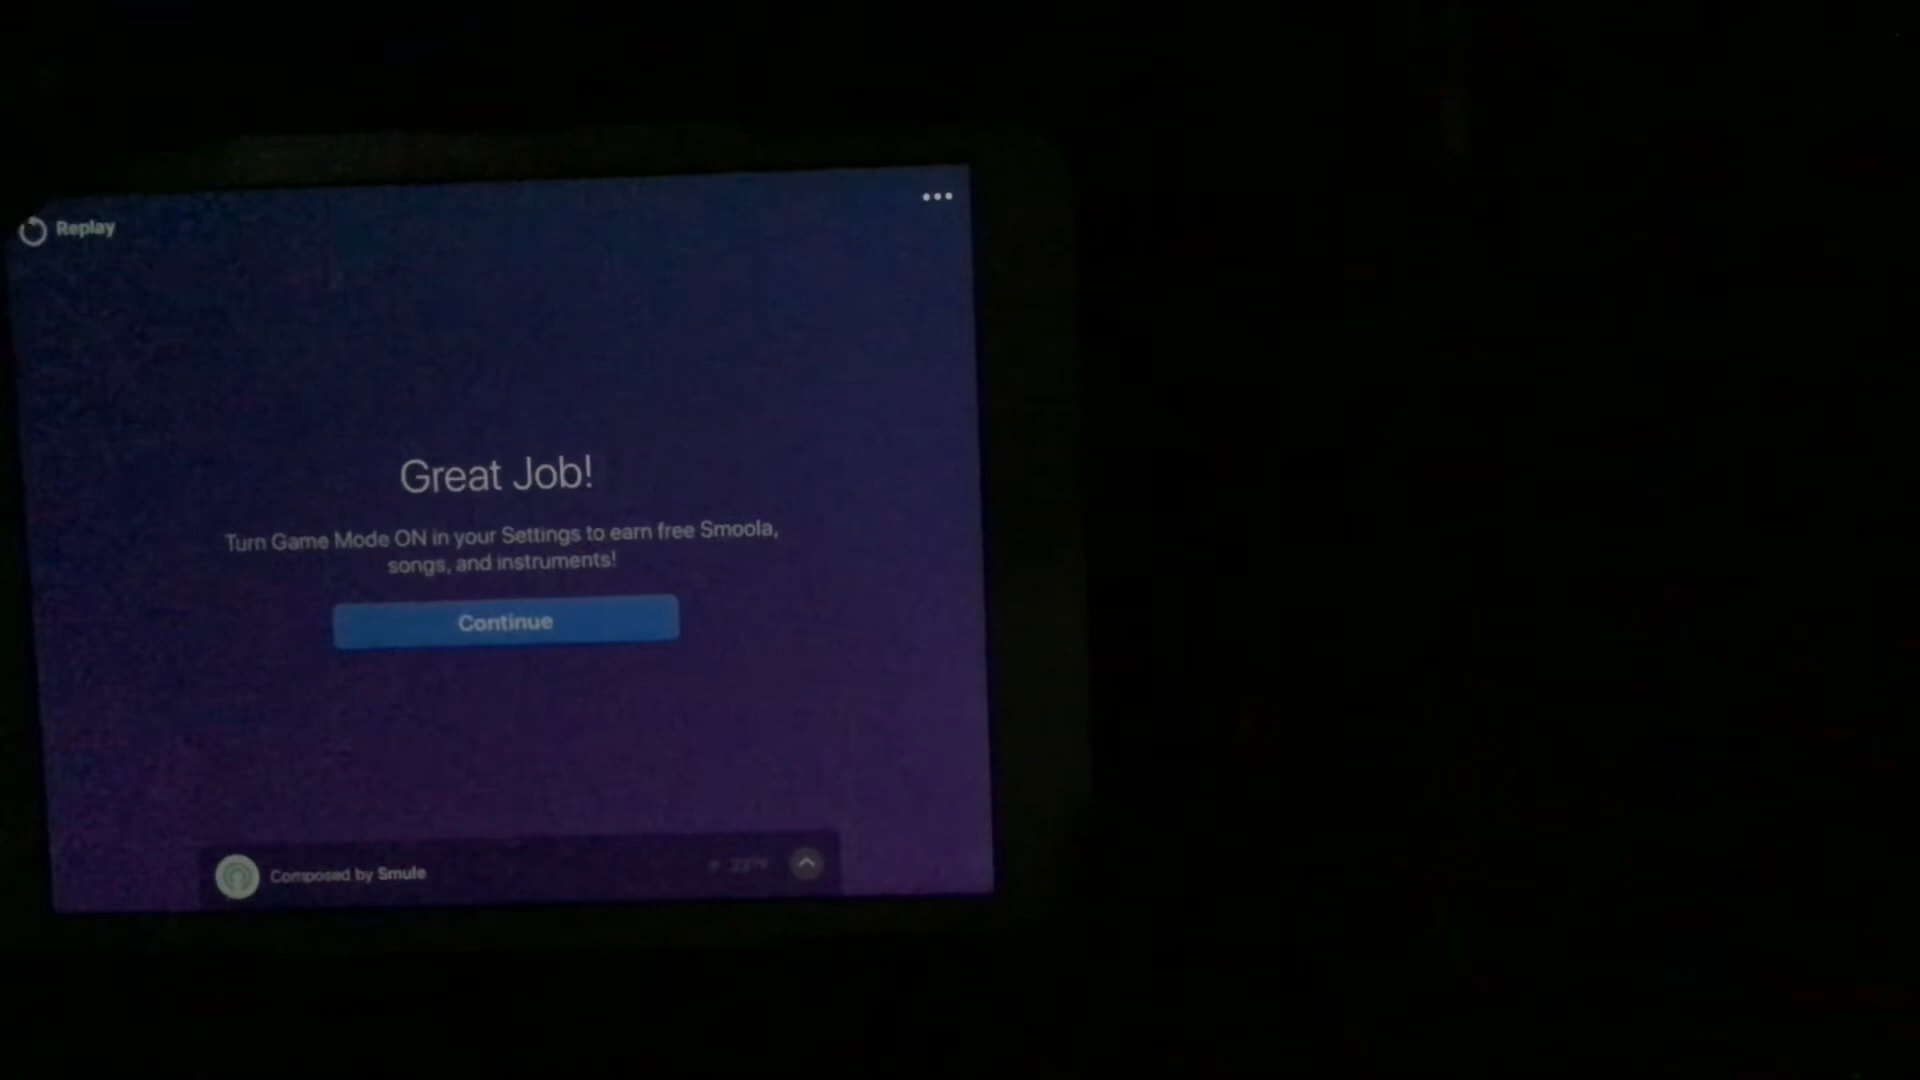 Replay
Great Job!
Turn Game Mode ON in your Settings to earn free Smoola,
songs, and instruments!
Continue
Composed by Smule